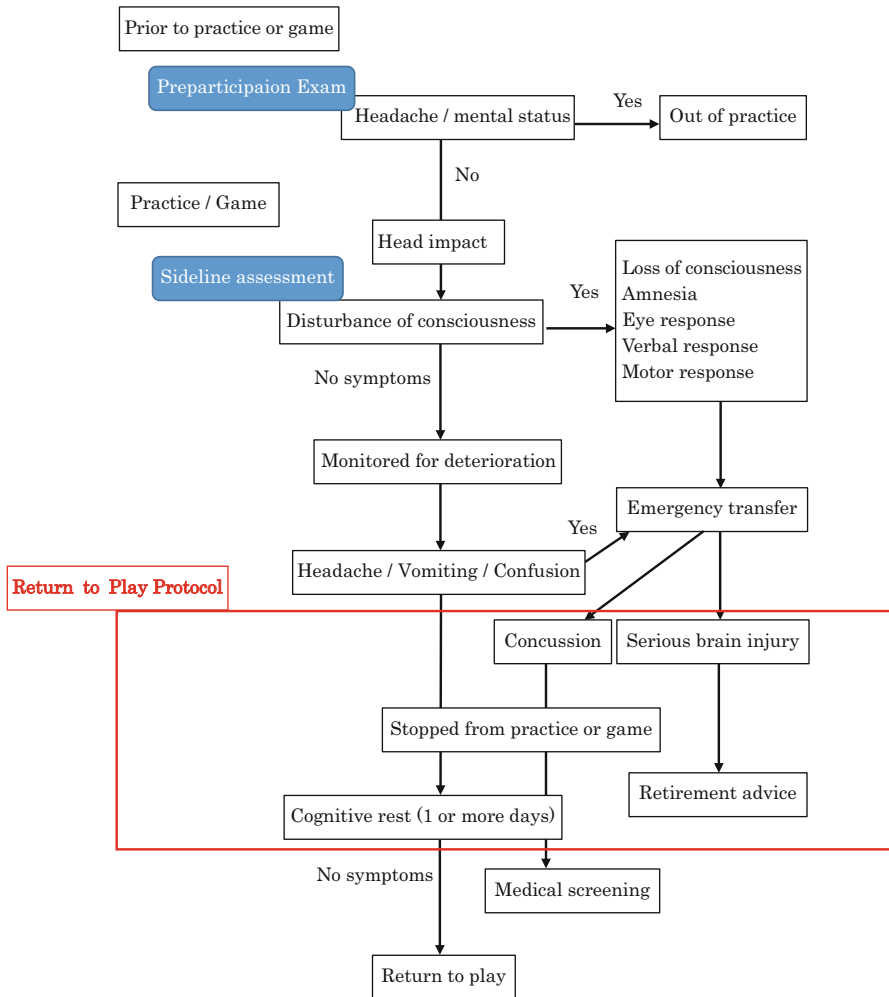 Prior to practice or game
Preparticipaion Exam
Headache / mental status
Yes
Out of practice
No
Practice / Game
Head impact
Sideline assessment
Loss of consciousness
Amnesia
Eye response
Verbal response
Motor response
Yes
Disturbance of consciousness
No symptoms
Monitored for deterioration
Emergency transfer
Yes
Headache / Vomiting / Confusion
Return to Play Protocol
Concussion
Serious brain injury
Stopped from practice or game
Retirement advice
Cognitive rest (1 or more days)
No symptoms
Medical screening
Return to play